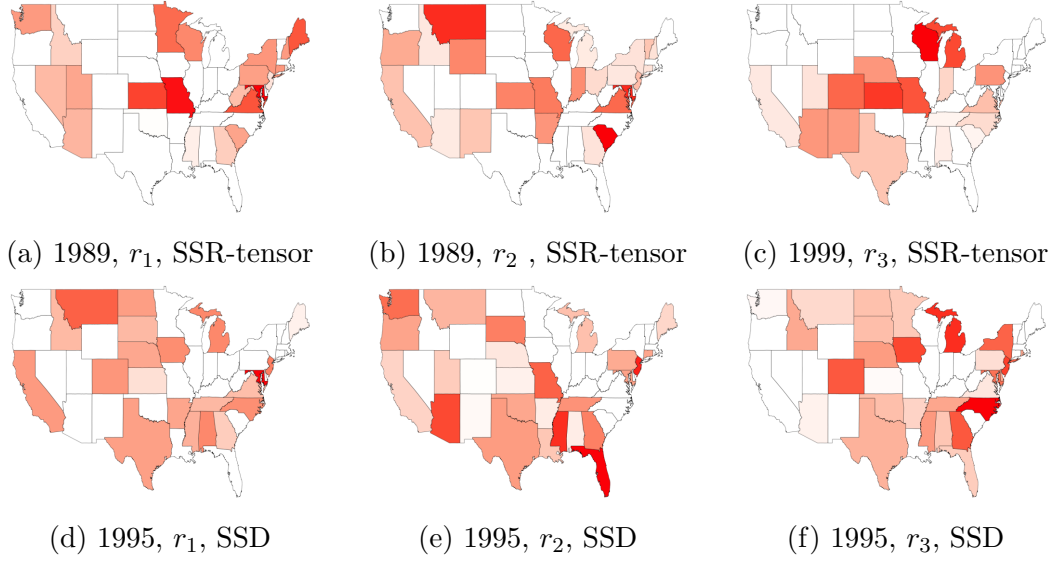 (a) 1989, r₁, SSR-tensor
(b) 1989, r₂ , SSR-tensor
(c) 1999, r₃, SSR-tensor
(d) 1995, r₁, SSD
(e) 1995, r₂, SSD
(f) 1995, r₃, SSD